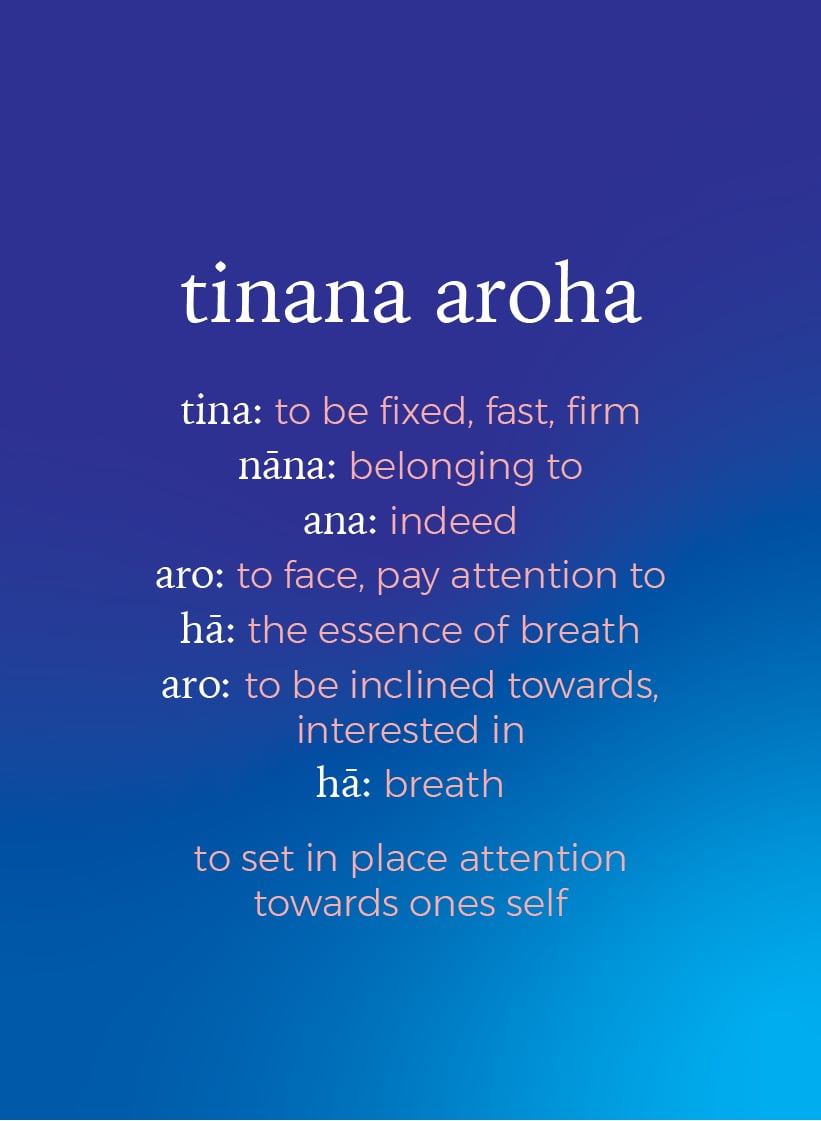 tinana aroha
tina: to be fixed, fast, firm
nāna: belonging to
ana: indeed
aro: to face, pay attention to
hā: the essence of breath
aro: to be inclined towards,
interested in
hā: breath
to set in place attention
towards ones self